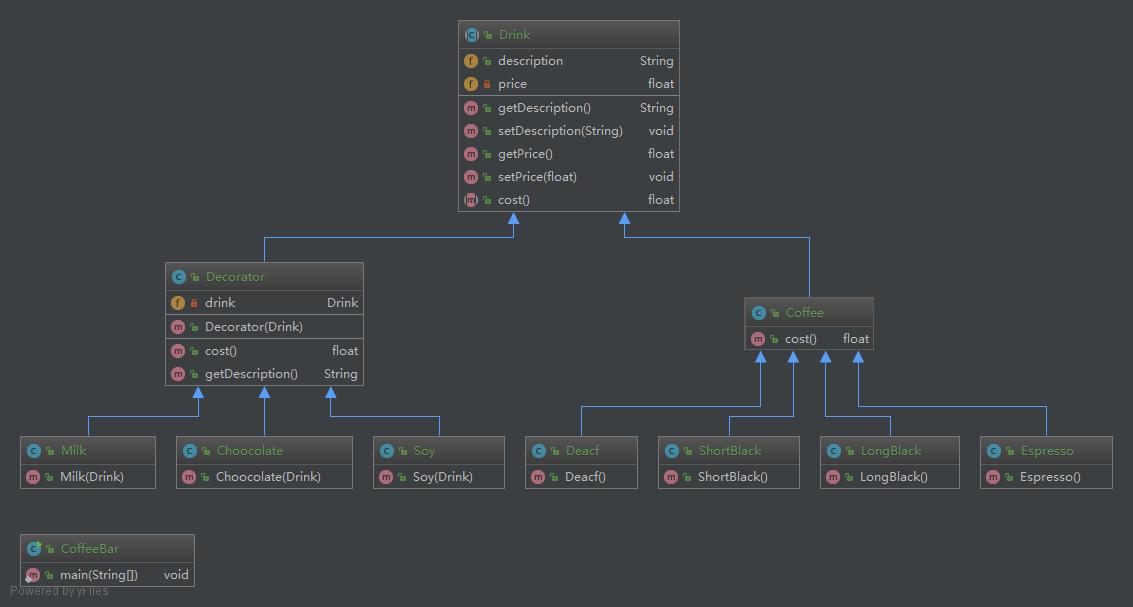 Drink
description String
price float
getDescription() String
setDescription(String) void
getPrice() float
setPrice(float) void
cost() float
Decorator
drink Drink
Decorator(Drink)
cost() float
getDescription() String
Coffee
cost() float
Milk
Milk(Drink)
Choocolate
Choocolate(Drink)
Soy
Soy(Drink)
Deacf
Deacf()
ShortBlack
ShortBlack()
LongBlack
LongBlack()
Espresso
Espresso()
CoffeeBar
main(String[]) void
Powered by yFiles